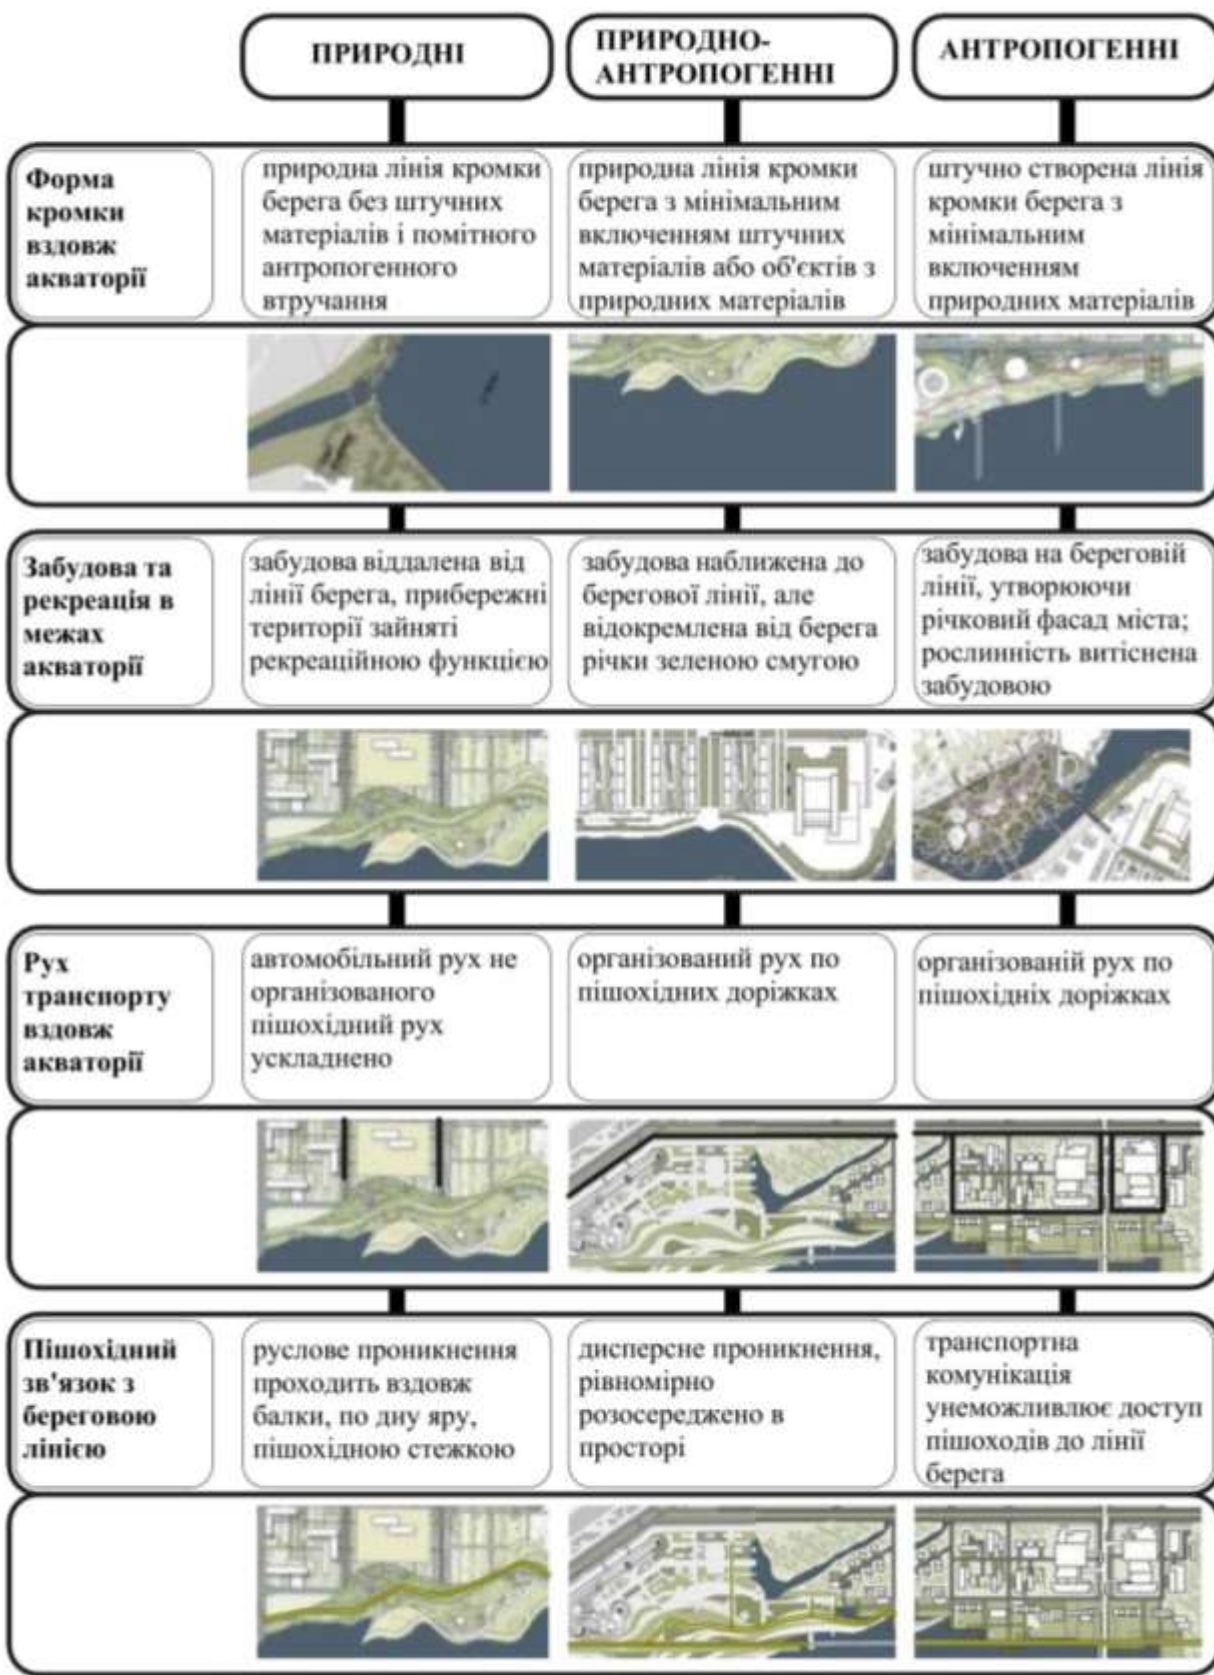 ПРИРОДНІ
ПРИРОДНО-
АНТРОПОГЕННІ
АНТРОПОГЕННІ
Форма
кромки
вздовж
акваторії
природна лінія кромки
берега без штучних
матеріалів і помітного
антропогенного
втручання
природна лінія кромки
берега з мінімальним
включенням штучних
матеріалів або об'єктів з
природних матеріалів
штучно створена лінія
кромки берега з
мінімальним
включенням
природних матеріалів
Забудова та
рекреація в
межах
акваторії
забудова віддалена від
лінії берега, прибережні
території зайняті
рекреаційною функцією
забудова наближена до
берегової лінії, але
відокремлена від берега
річки зеленою смугою
забудова на береговій
лінії, утворюючи
річковий фасад міста;
рослинність витіснена
забудовою
Рух
транспорту
вздовж
акваторії
автомобільний рух не
організованого
пішохідний рух
ускладнено
організований рух по
пішохідних доріжках
організованій рух по
пішохідніх доріжках
Пішохідний
зв'язок з
береговою
лінією
руслове проникнення
проходить вздовж
балки, по дну яру,
пішохідною стежкою
дисперсне проникнення,
рівномірно
розосереджено в
просторі
транспортна
комунікація
унеможливлює доступ
пішоходів до лінії
берега